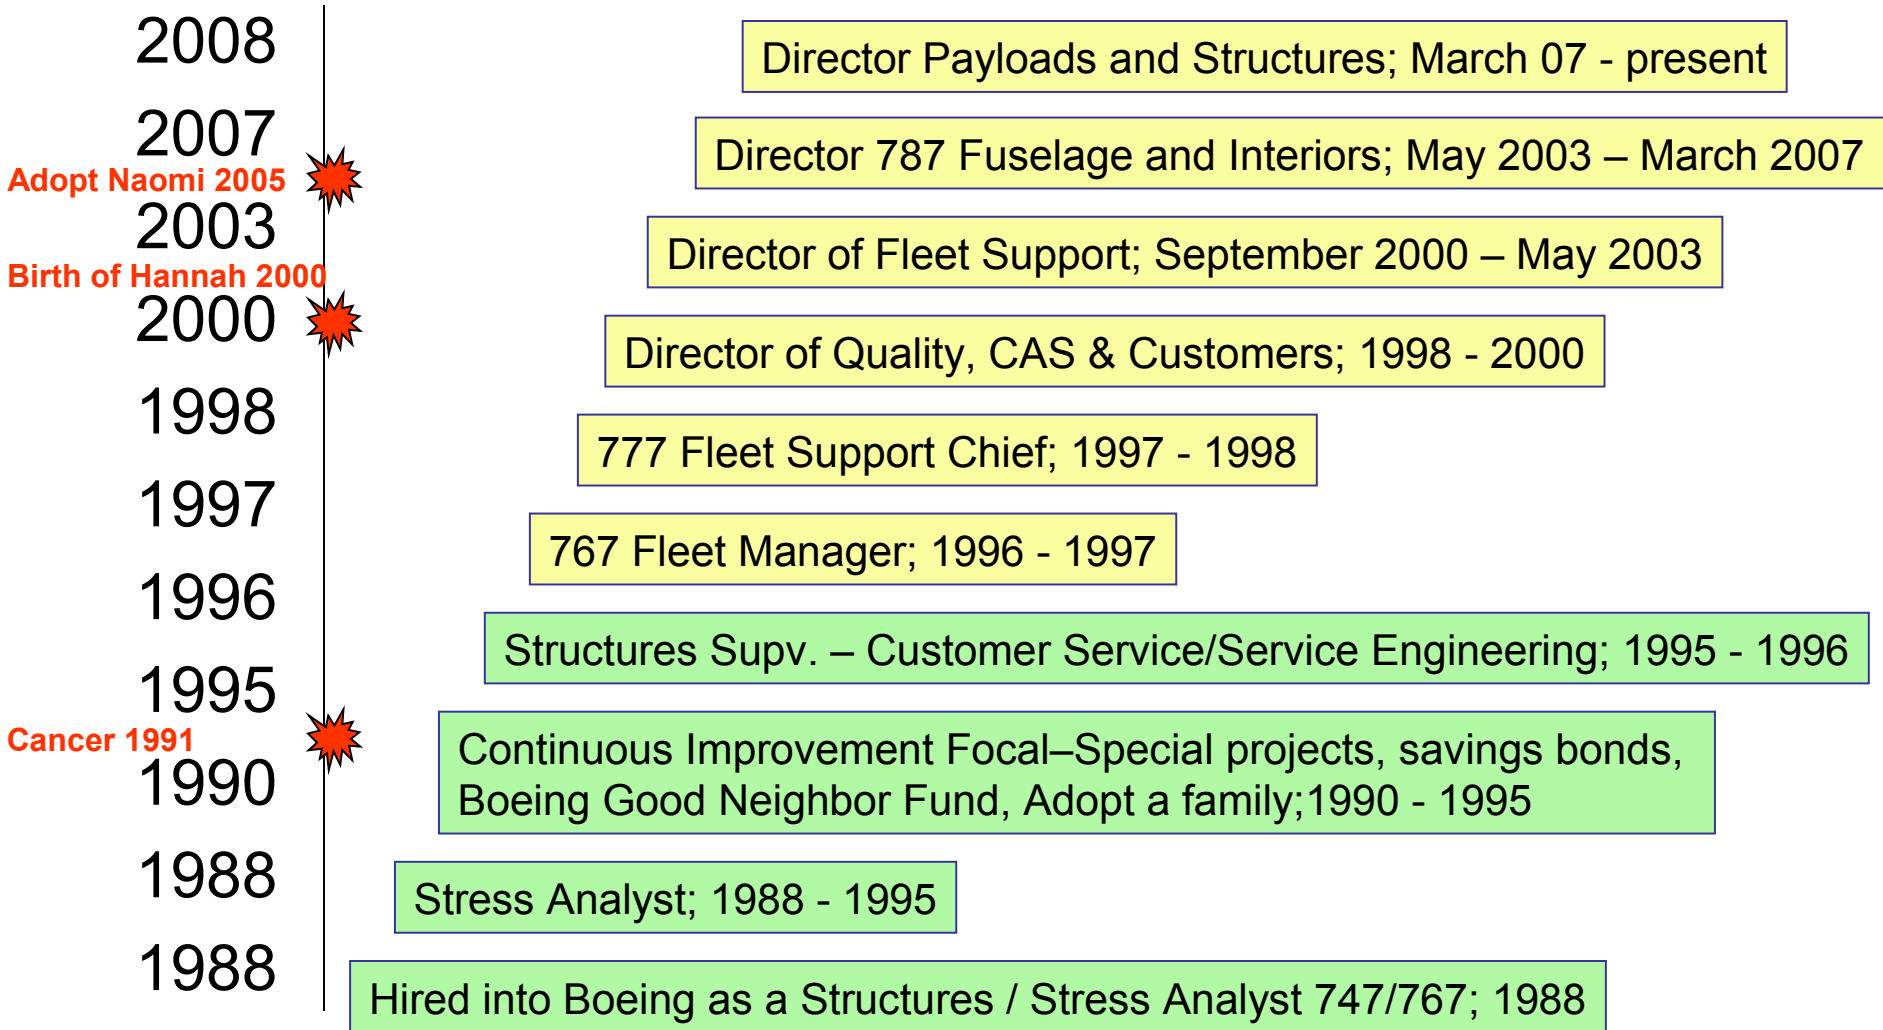 2008
Director Payloads and Structures; March 07 - present
2007
Director 787 Fuselage and Interiors; May 2003 – March 2007
Adopt Naomi 2005
2003
Director of Fleet Support; September 2000 – May 2003
Birth of Hannah 2000
2000
Director of Quality, CAS & Customers; 1998 - 2000
1998
777 Fleet Support Chief; 1997 - 1998
1997
767 Fleet Manager; 1996 - 1997
1996
Structures Supv. – Customer Service/Service Engineering; 1995 - 1996
1995
Cancer 1991
Continuous Improvement Focal–Special projects, savings bonds,
Boeing Good Neighbor Fund, Adopt a family;1990 - 1995
1990
1988
Stress Analyst; 1988 - 1995
1988
Hired into Boeing as a Structures / Stress Analyst 747/767; 1988